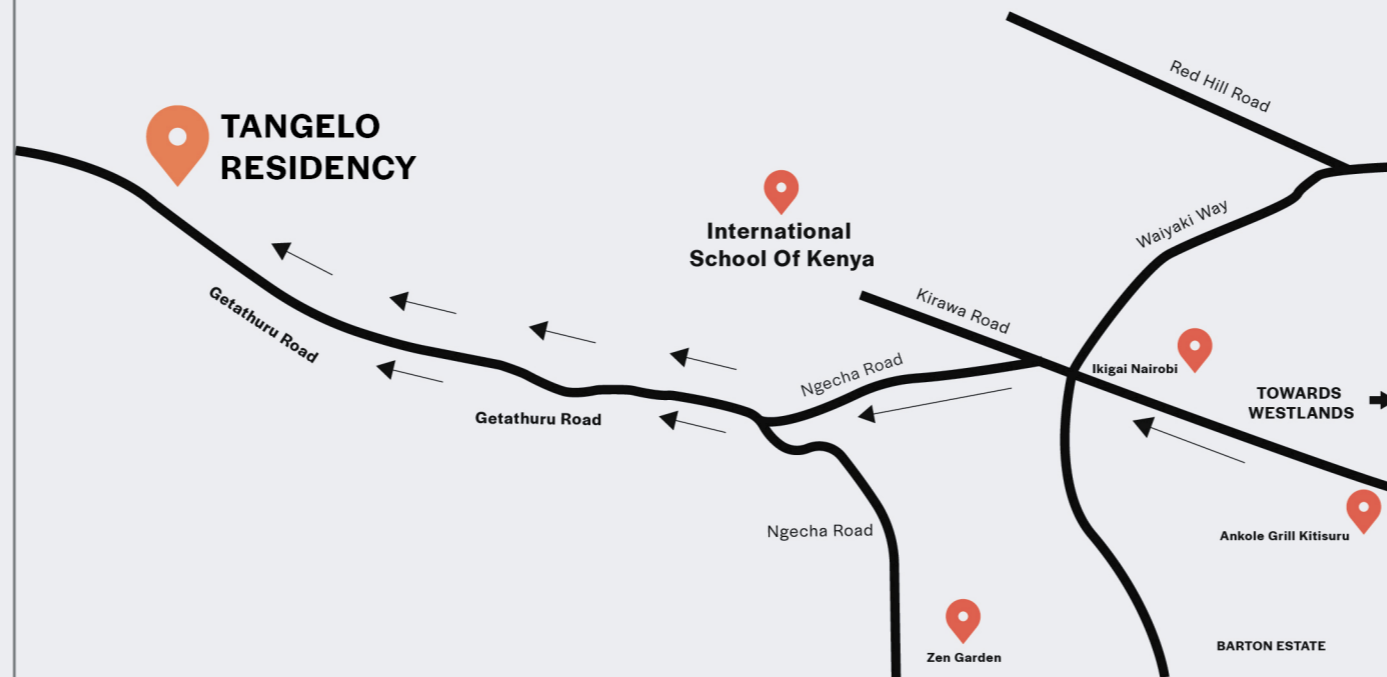 Red Hill Road
TANGELO
RESIDENCY
International
School Of Kenya
Waiyaki Way
Getathuru Road
Kirawa Road
Ngecha Road
Ikigai Nairobi
TOWARDS
WESTLANDS
Getathuru Road
Ngecha Road
Ankole Grill Kitisuru
Zen Garden
BARTON ESTATE